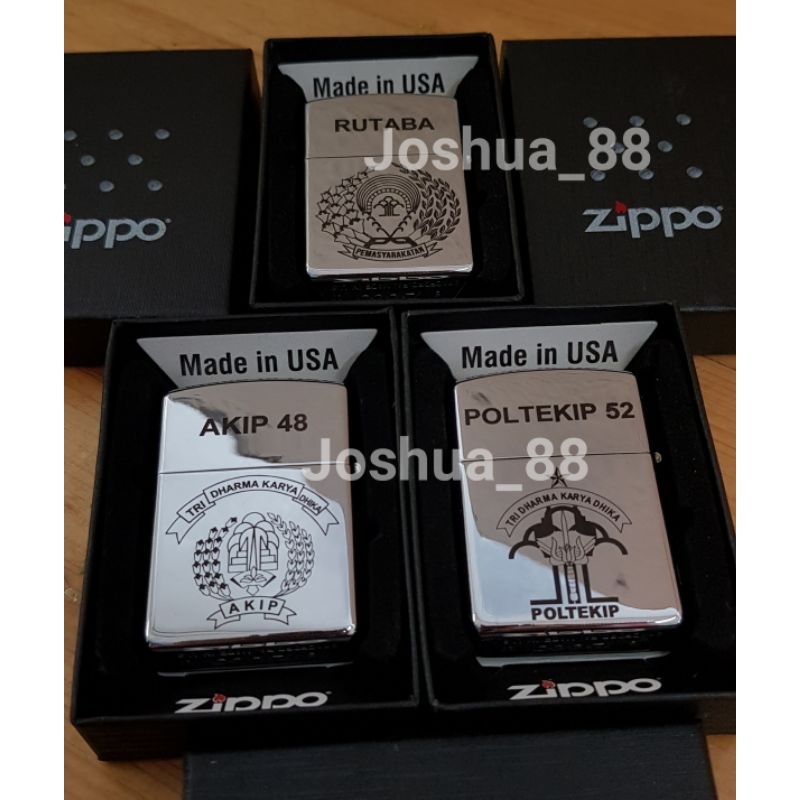 Made in USA
RUTABA
Joshua_88
PEMASYARAKATAN
zippo
zippo
Made in USA
Made in USA
AKIP 48
POLTEKIP 52
Joshua_88
TRI DHARMA KARYA DHIKA
TRI DHARMA KARYA DHIKA
AKIP
POLTEKIP
zippo
zippo